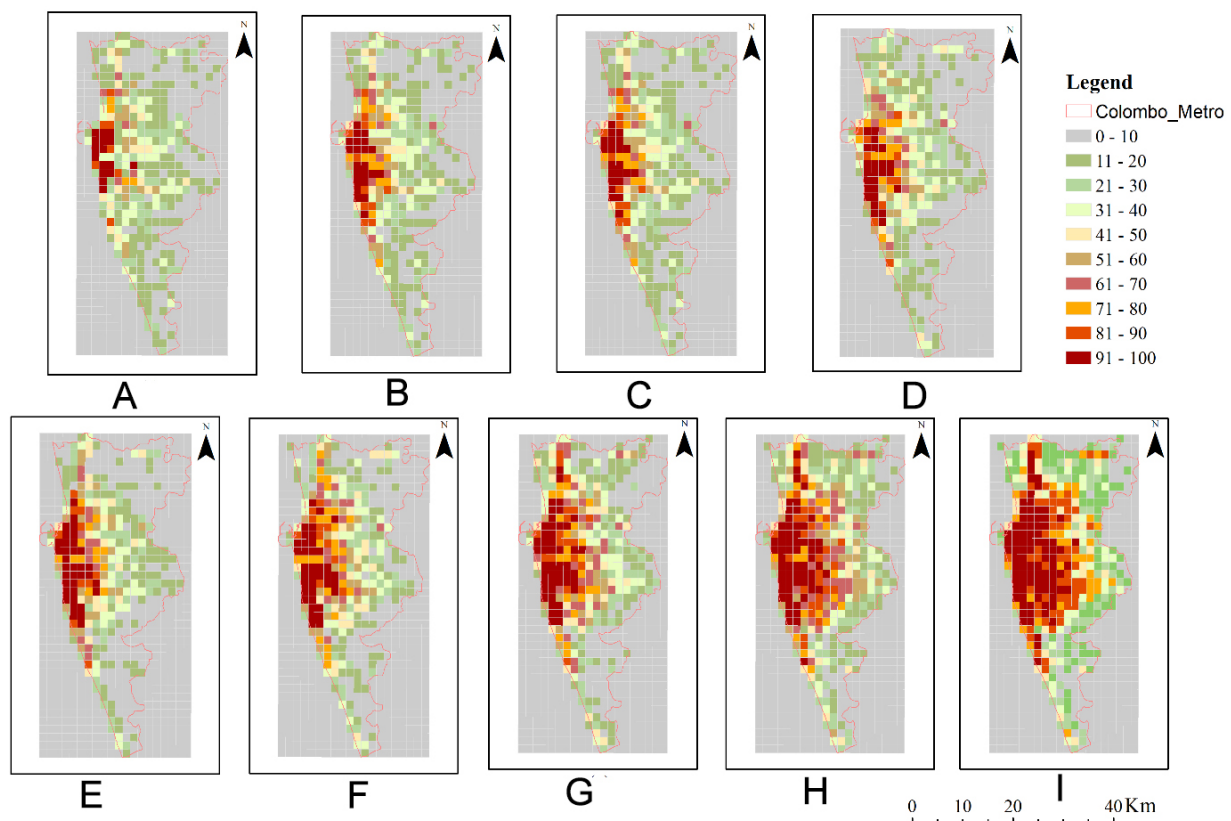 N
N
N
N
Legend
Colombo_Metro
0 - 10
11 - 20
21 - 30
31 - 40
41 - 50
51 - 60
61 - 70
71 - 80
81 - 90
91 - 100
A
B
C
D
N
N
N
N
N
E
F
G
H
I
0 10 20 40 Km